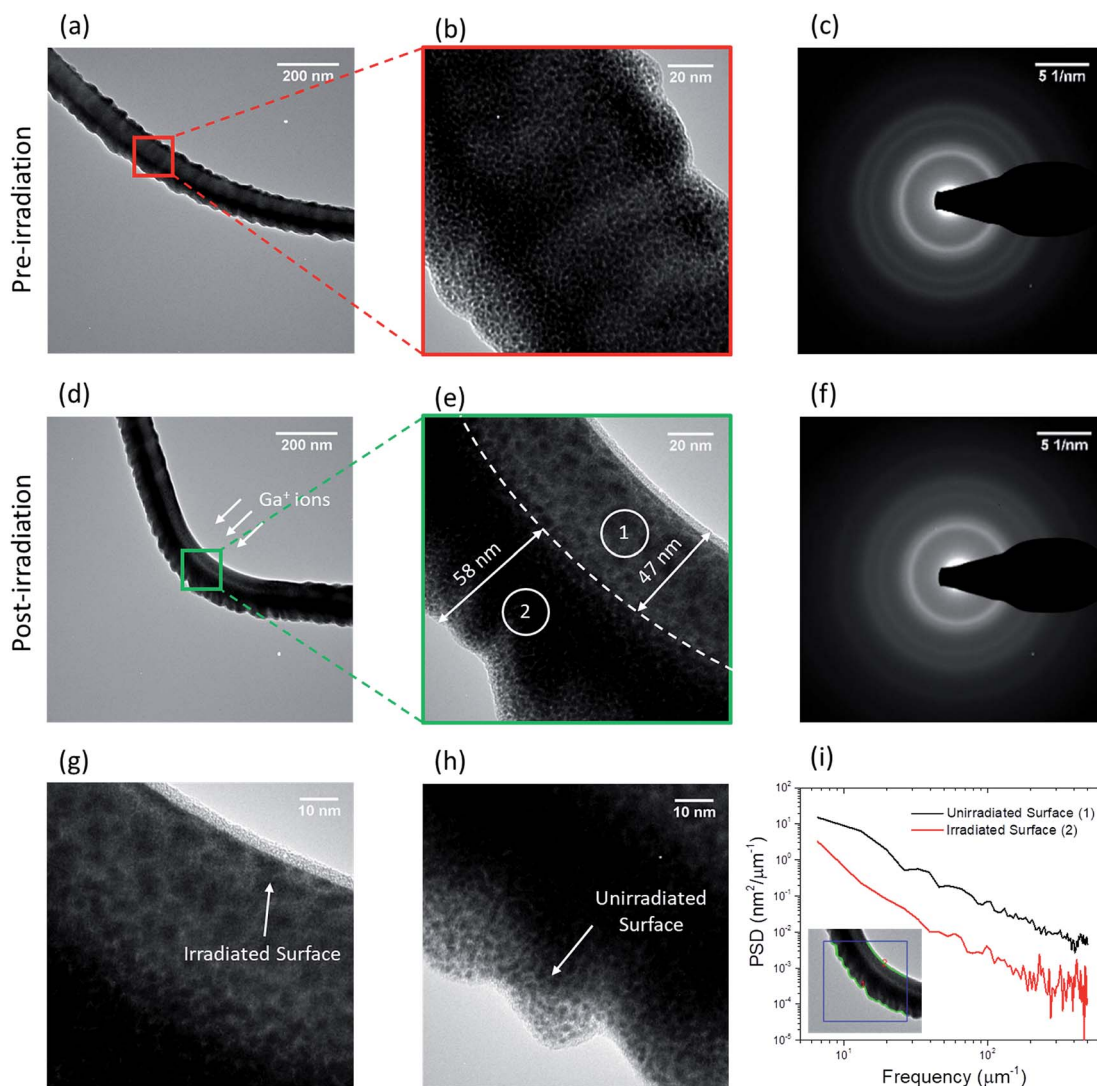 (a)
(b)
(c)
Pre-irradiation
200 nm
20 nm
5 1/nm
(d)
(e)
(f)
Post-irradiation
200 nm
Ga⁺ ions
20 nm
58 nm
1
47 nm
2
5 1/nm
(g)
(h)
(i)
10 nm
Irradiated Surface
10 nm
Unirradiated
Surface
Unirradiated Surface (1)
Irradiated Surface (2)
PSD (nm²/μm⁻¹)
10²
10¹
10⁰
10⁻¹
10⁻²
10⁻³
10⁻⁴
10⁻⁵
10¹
10²
Frequency (μm⁻¹)